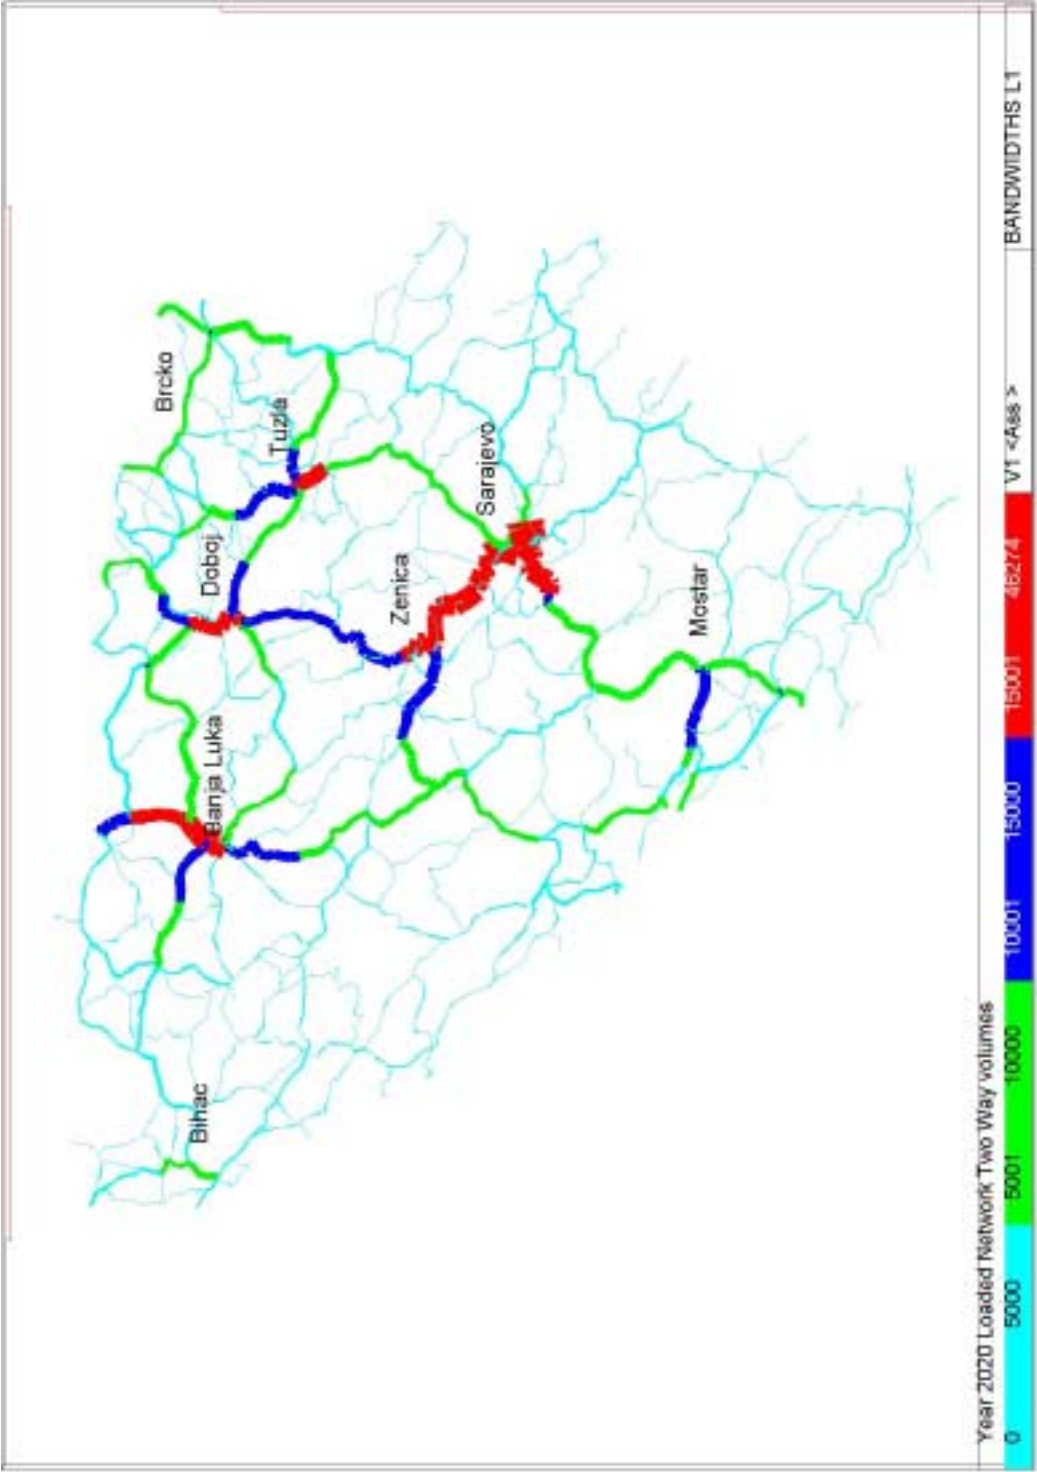 Brcko
Tuzla
Doboj
Banja Luka
Bihac
Zenica
Sarajevo
Mostar
Year 2020 Loaded Network Two Way volumes
0 5000 5001 10000 10001 15000 15001 46274 V1 <Ass > BANDWIDTHS L1